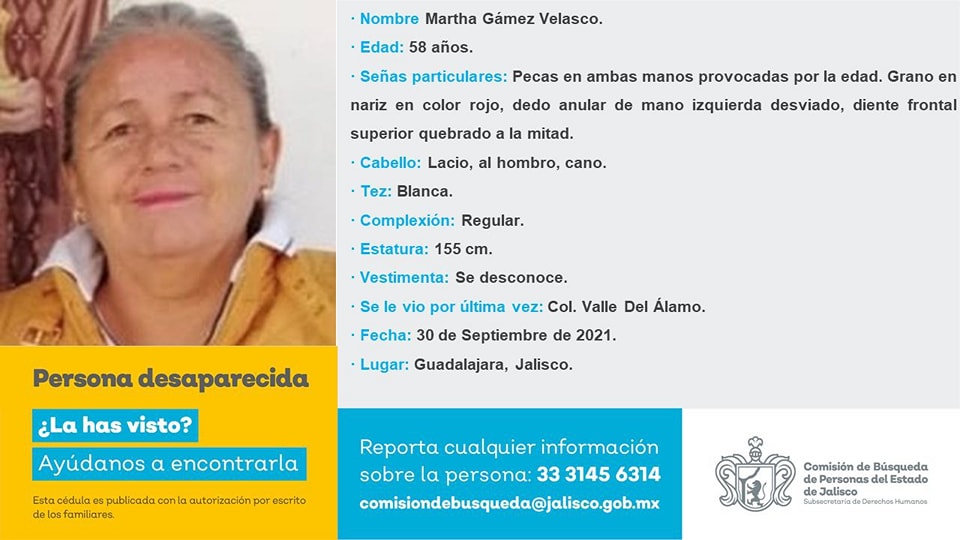 · Nombre Martha Gámez Velasco.
· Edad: 58 años.
· Señas particulares: Pecas en ambas manos provocadas por la edad. Grano en
nariz en color rojo, dedo anular de mano izquierda desviado, diente frontal
superior quebrado a la mitad.
· Cabello: Lacio, al hombro, cano.
· Tez: Blanca.
· Complexión: Regular.
· Estatura: 155 cm.
· Vestimenta: Se desconoce.
· Se le vio por última vez: Col. Valle Del Álamo.
· Fecha: 30 de Septiembre de 2021.
· Lugar: Guadalajara, Jalisco.
Persona desaparecida
¿La has visto?
Ayúdanos a encontrarla
Esta cédula es publicada con la autorización por escrito
de los familiares.
Reporta cualquier información
sobre la persona: 33 3145 6314
comisiondebusqueda@jalisco.gob.mx
Comisión de Búsqueda
de Personas del Estado
de Jalisco
Subsecretaría de Derechos Humanos